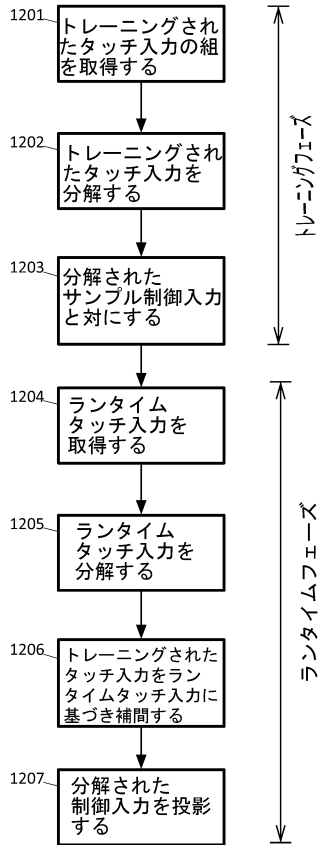 1201
トレーニングされ
たタッチ入力の組
を取得する
1202
トレーニングされ
たタッチ入力を
分解する
1203
分解された
サンプル制御入力
と対にする
トレーニングフェーズ
1204
ランタイム
タッチ入力を
取得する
1205
ランタイム
タッチ入力を
分解する
1206
トレーニングされた
タッチ入力をラン
タイムタッチ入力に
基づき補間する
1207
分解された
制御入力を投影
する
ランタイムフェーズ